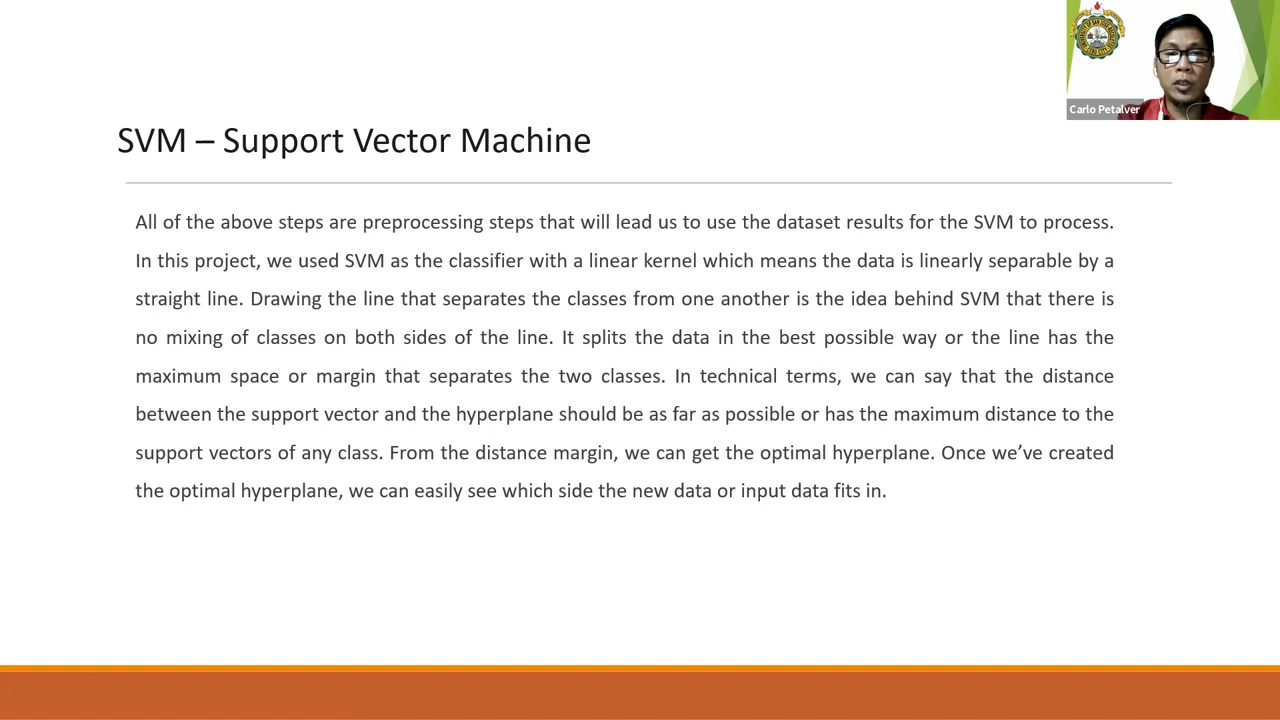 Carlo Petalver
SVM – Support Vector Machine
All of the above steps are preprocessing steps that will lead us to use the dataset results for the SVM to process.
In this project, we used SVM as the classifier with a linear kernel which means the data is linearly separable by a
straight line. Drawing the line that separates the classes from one another is the idea behind SVM that there is
no mixing of classes on both sides of the line. It splits the data in the best possible way or the line has the
maximum space or margin that separates the two classes. In technical terms, we can say that the distance
between the support vector and the hyperplane should be as far as possible or has the maximum distance to the
support vectors of any class. From the distance margin, we can get the optimal hyperplane. Once we’ve created
the optimal hyperplane, we can easily see which side the new data or input data fits in.